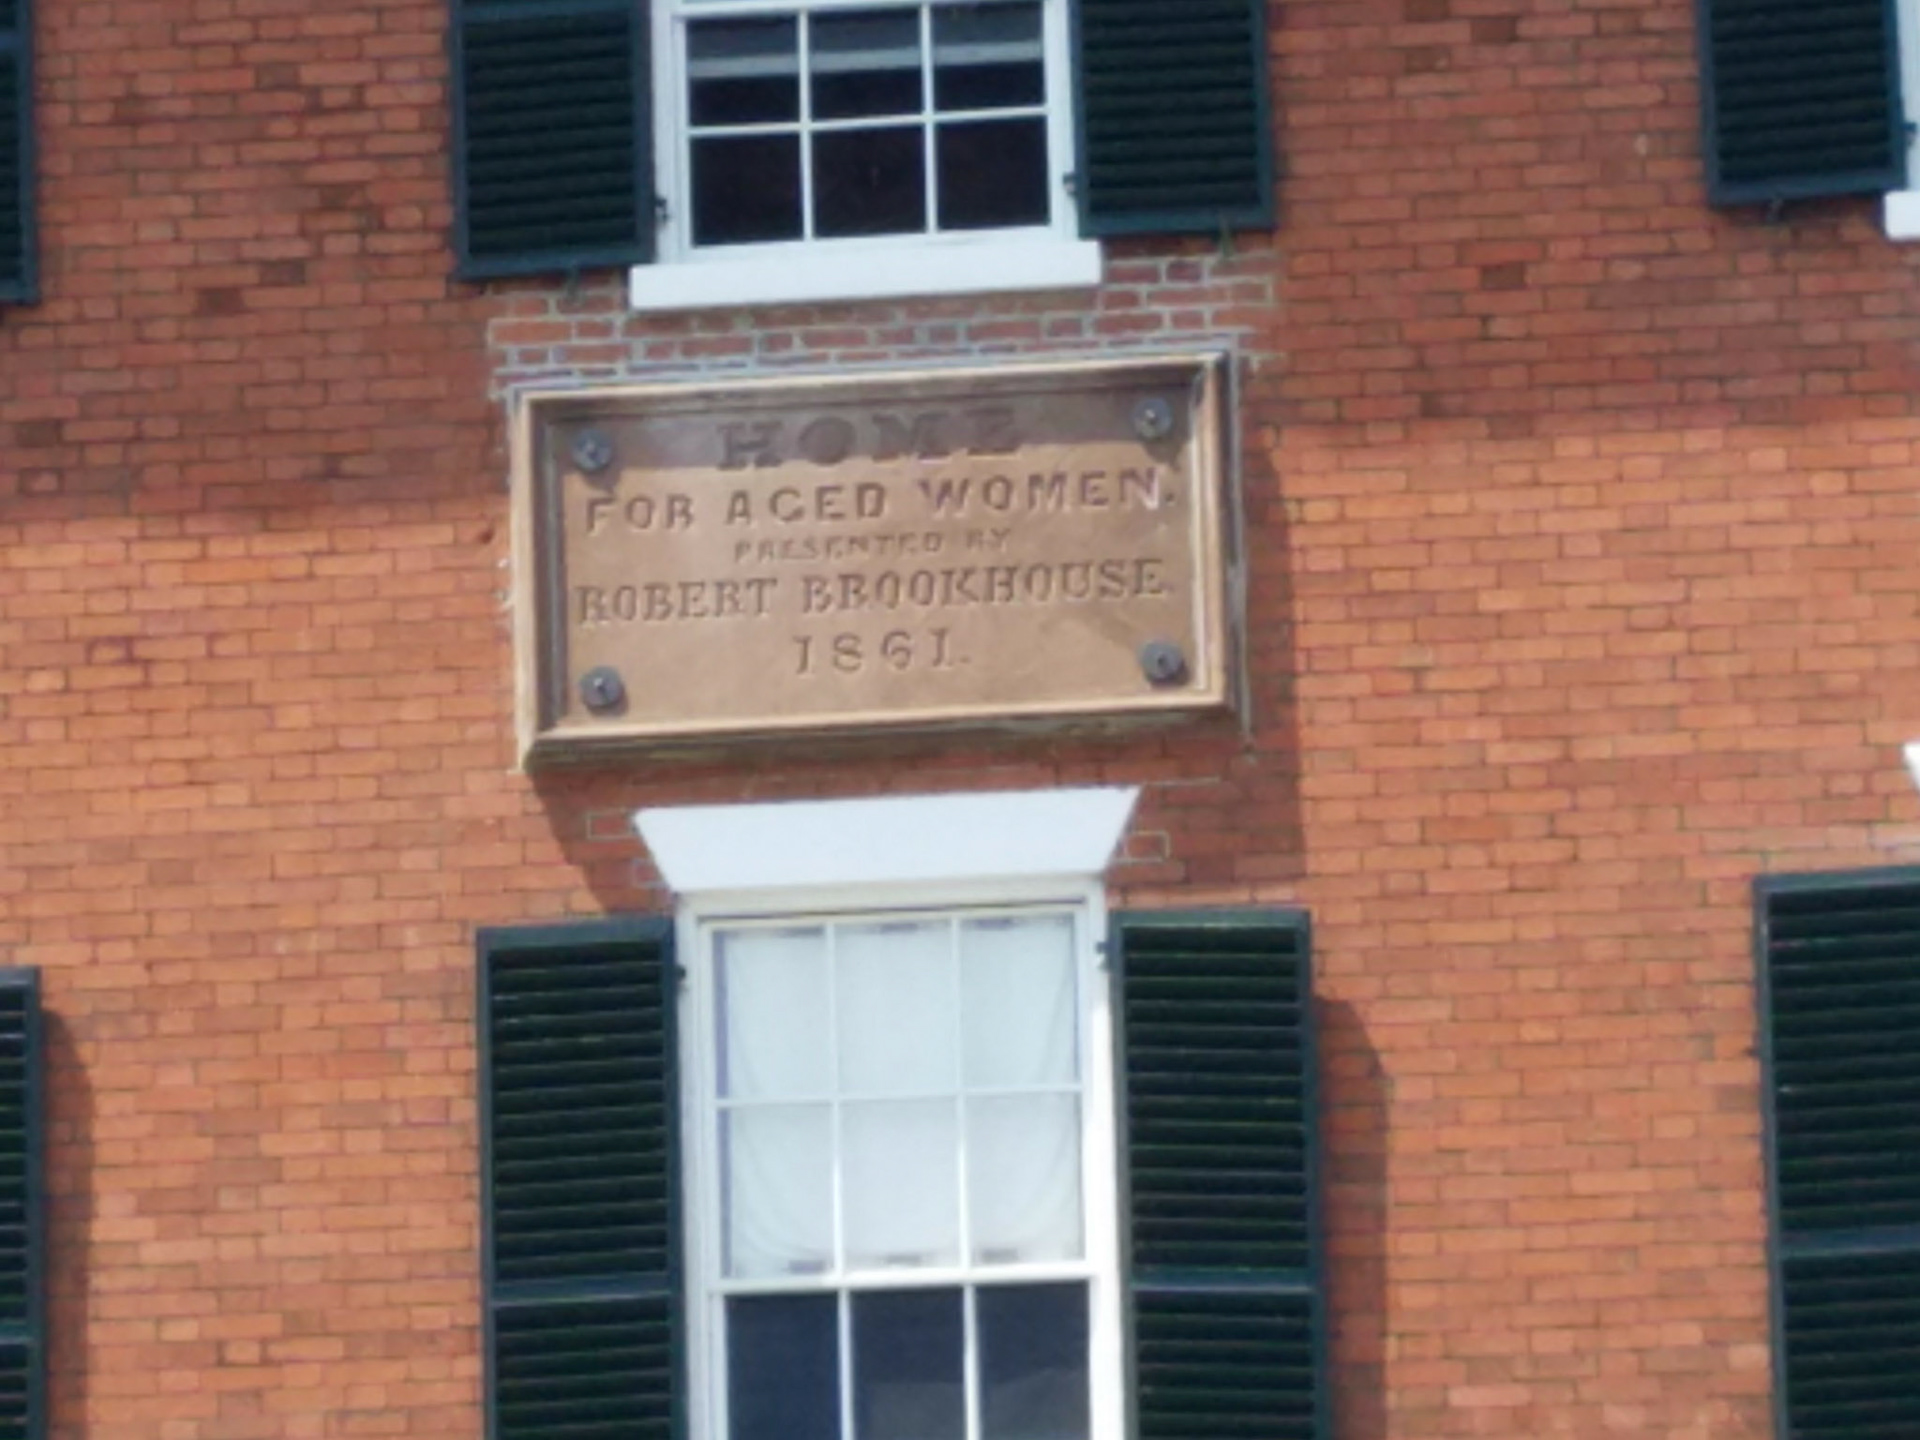 HOME
FOR AGED WOMEN.
PRESENTED BY
ROBERT BROOKHOUSE.
1861.